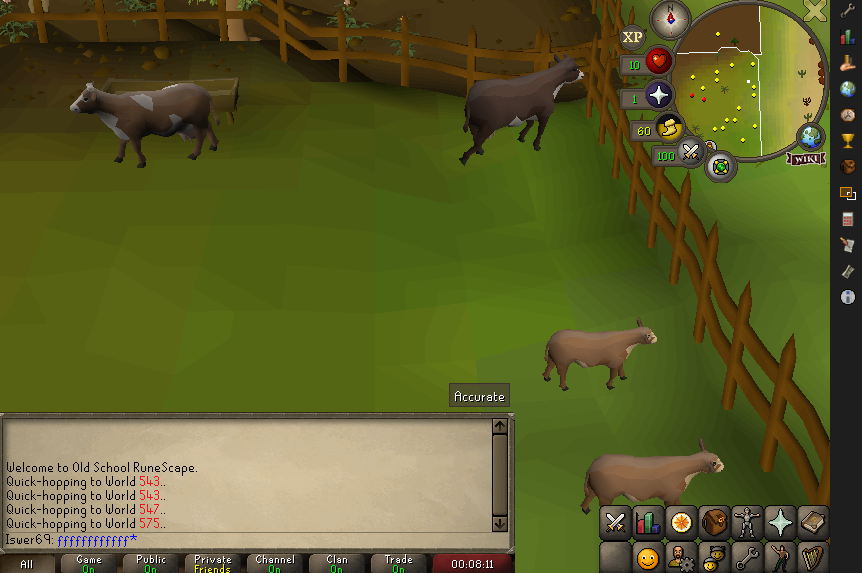 N
XP
10
1
60
100
WIKI
Accurate
Welcome to Old School RuneScape.
Quick-hopping to World 543..
Quick-hopping to World 543..
Quick-hopping to World 547..
Quick-hopping to World 575..
Iswer69: ffffffffffff*
All
Game
On
Public
On
Private
Friends
Channel
On
Clan
On
Trade
On
00:08:11